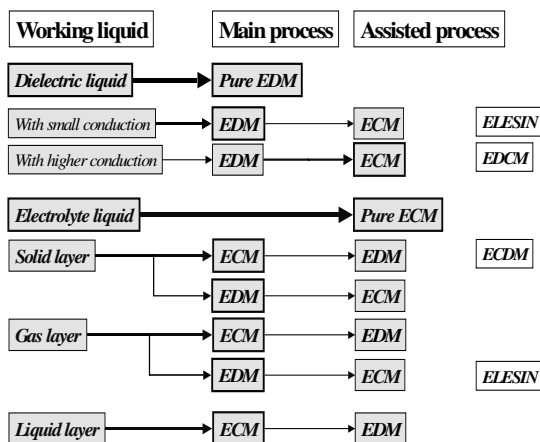 Working liquid Main process Assisted process
Dielectric liquid Pure EDM
With small conduction EDM ECM ELESIN
With higher conduction EDM ECM EDCM
Electrolyte liquid Pure ECM
Solid layer ECM EDM ECDM
EDM ECM
Gas layer ECM EDM
EDM ECM ELESIN
Liquid layer ECM EDM